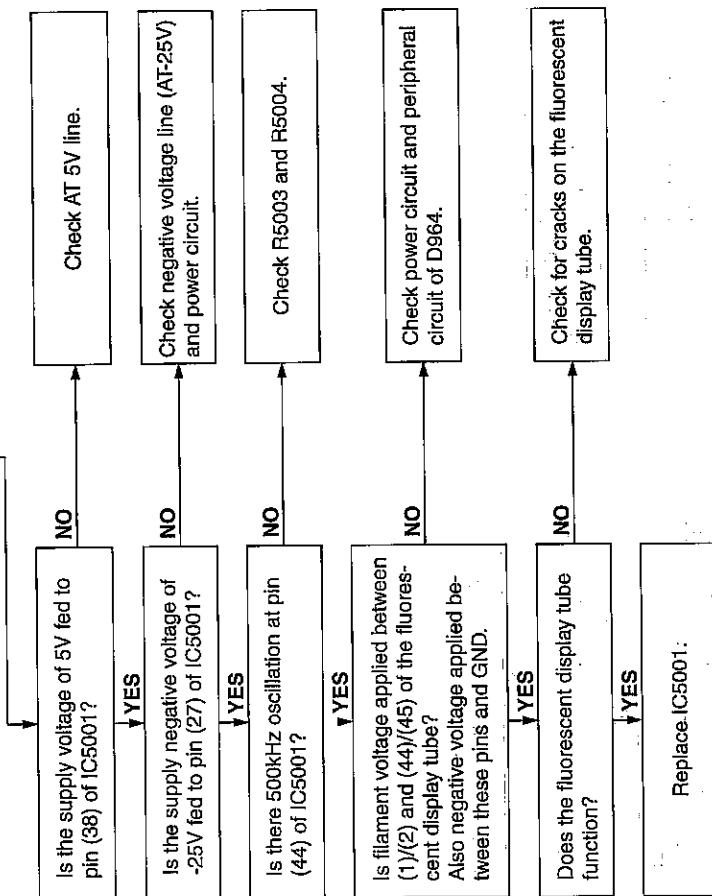 Is the supply voltage of 5V fed to
pin (38) of IC5001?
NO
Check AT 5V line.
YES
Is the supply negative voltage of
-25V fed to pin (27) of IC5001?
NO
Check negative voltage line (AT-25V)
and power circuit.
YES
Is there 500kHz oscillation at pin
(44) of IC5001?
NO
Check R5003 and R5004.
YES
Is filament voltage applied between
(1)/(2) and (44)/(45) of the fluores-
cent display tube?
Also negative voltage applied be-
tween these pins and GND.
NO
Check power circuit and peripheral
circuit of D964.
YES
Does the fluorescent display tube
function?
NO
Check for cracks on the fluorescent
display tube.
YES
Replace IC5001.